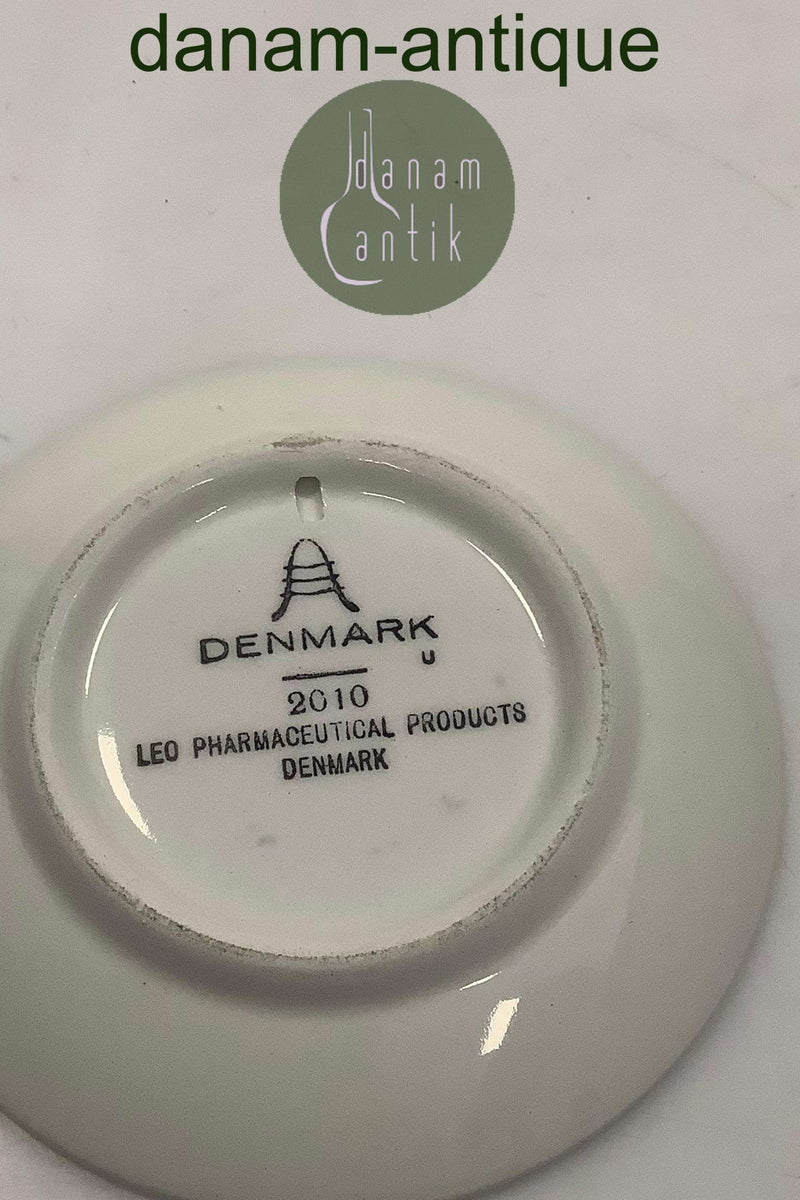 danam-antique
danam
antik
DENMARK
U
2010
LEO PHARMACEUTICAL PRODUCTS
DENMARK